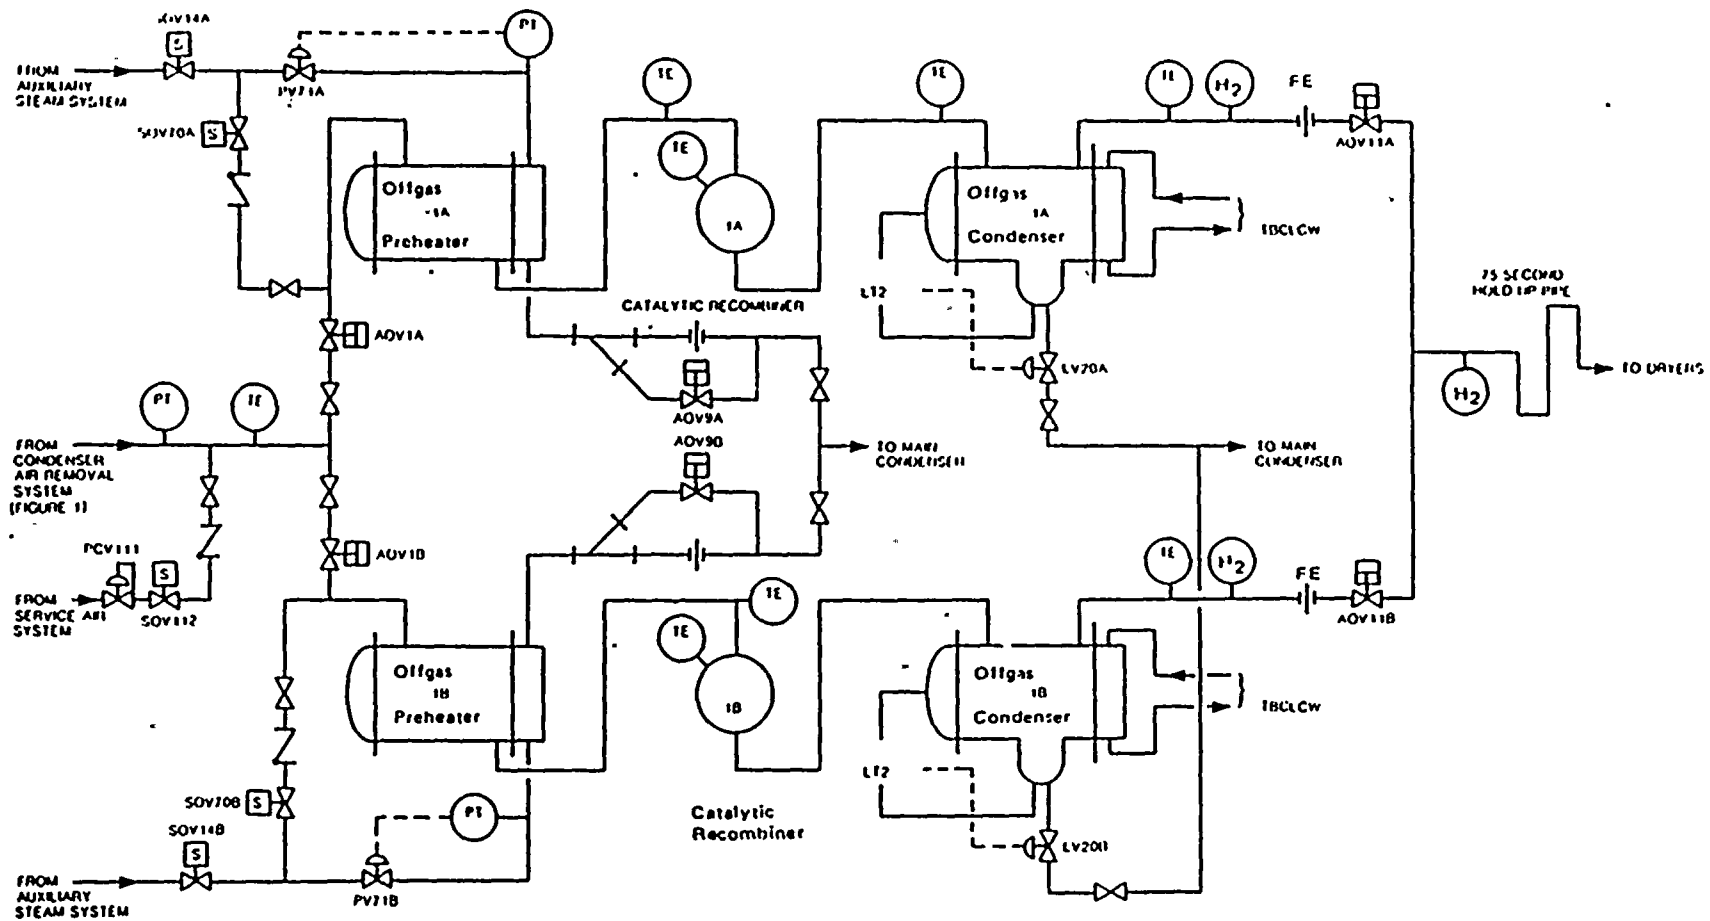 SOV14A
S
PT
FROM
AUXILIARY
STEAM SYSTEM
PV71A
TE
TE
TE
H2
FE
AOV11A
SOV70A
S
TE
Offgas
1A
Preheater
1A
Offgas
1A
Condenser
TBCLCW
75 SECOND
HOLD UP PIPE
LT2
CATALYTIC RECOMBINER
AOV1A
LV20A
TO DRYERS
H2
PT
TE
AOV9A
AOV9B
FROM
CONDENSER
AIR REMOVAL
SYSTEM
(FIGURE 1)
TO MAIN
CONDENSER
TO MAIN
CONDENSER
PCV111
S
AOV1B
TE
H2
FE
AOV11B
FROM
SERVICE AIR
SYSTEM
SOV112
TE
TE
Offgas
1B
Preheater
1B
Offgas
1B
Condenser
TBCLCW
LT2
SOV70B
S
PT
Catalytic
Recombiner
SOV14B
S
LV20B
FROM
AUXILIARY
STEAM SYSTEM
PV71B